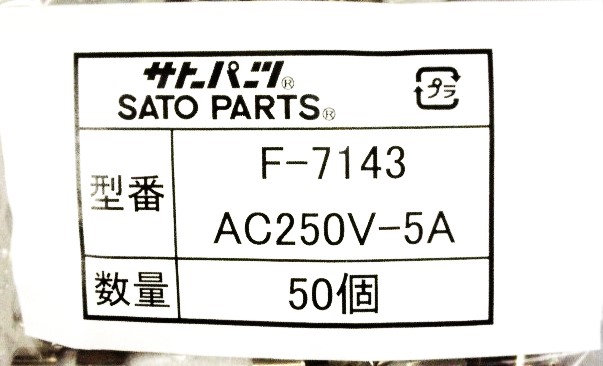 サトーパーツ®
SATO PARTS®
プラ
型番
F-7143
AC250V-5A
数量
50個